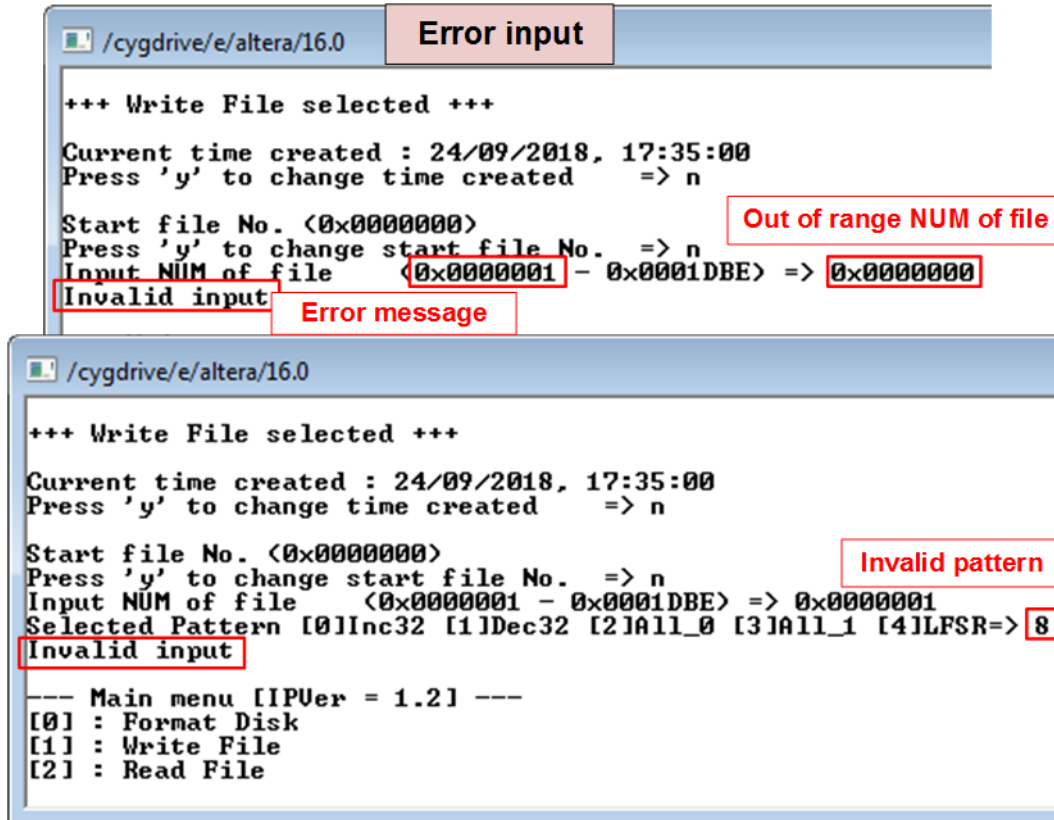 Error input
/cygdrive/e/altera/16.0
+++ Write File selected +++
Current time created : 24/09/2018, 17:35:00
Press 'y' to change time created => n
Start file No. (0x0000000)
Out of range NUM of file
Press 'y' to change start file No. => n
Input NUM of file (0x0000001 - 0x0001DBE) => 0x0000000
Invalid input
Error message
/cygdrive/e/altera/16.0
+++ Write File selected +++
Current time created : 24/09/2018, 17:35:00
Press 'y' to change time created => n
Start file No. (0x0000000)
Invalid pattern
Press 'y' to change start file No. => n
Input NUM of file (0x0000001 - 0x0001DBE) => 0x0000001
Selected Pattern [0]Inc32 [1]Dec32 [2]All_0 [3]All_1 [4]LFSR=> 8
Invalid input
--- Main menu [IPVer = 1.2] ---
[0] : Format Disk
[1] : Write File
[2] : Read File